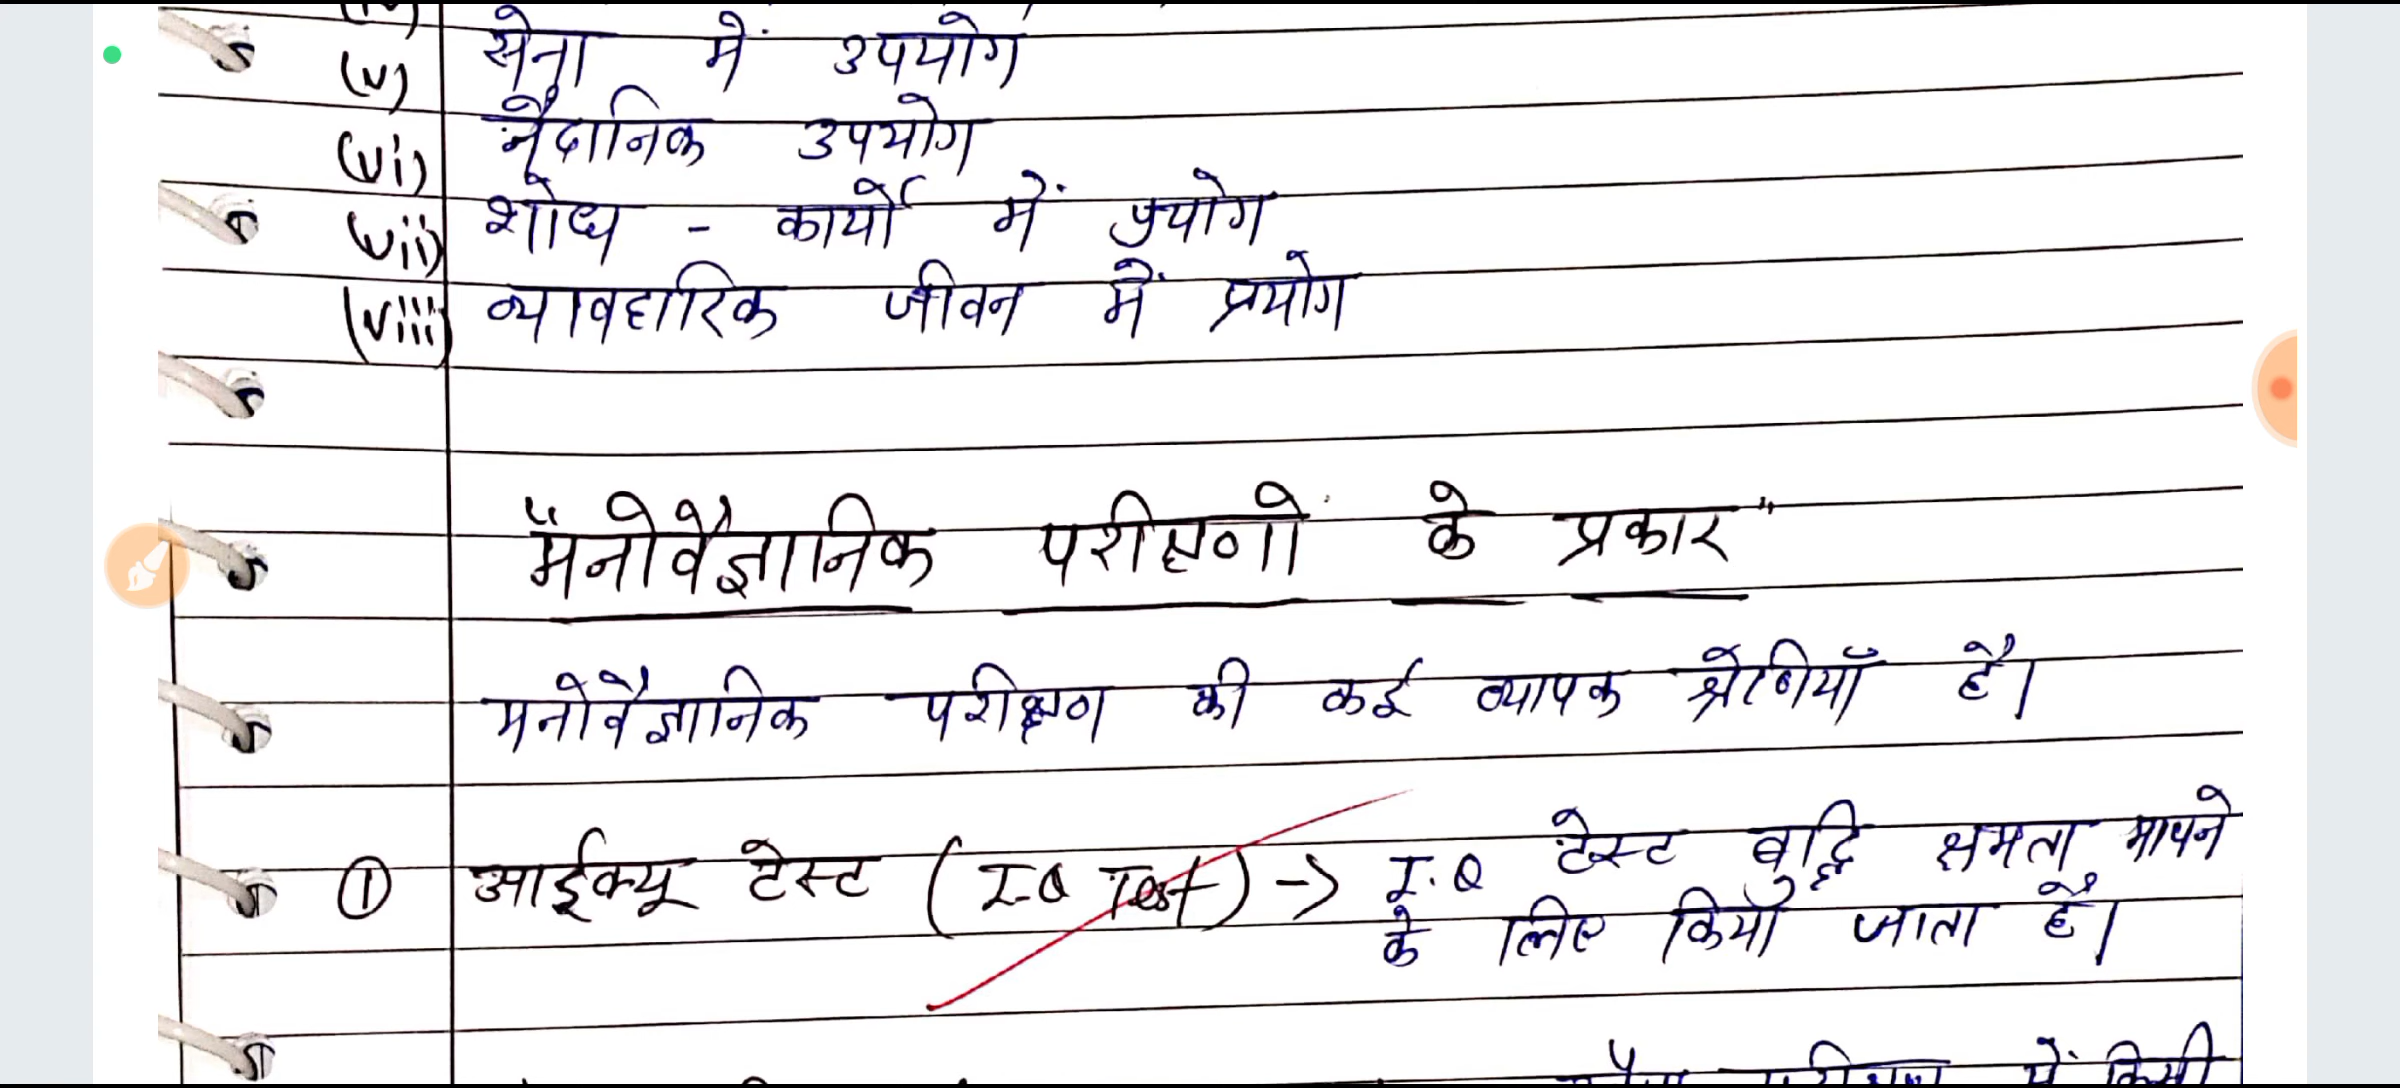 (v) सेना में उपयोग
(vi) नैदानिक उपयोग
(vii) शोध - कार्यो में प्रयोग
(viii) व्यावहारिक जीवन में प्रयोग
"मनोवैज्ञानिक परीक्षणों के प्रकार"
मनोवैज्ञानिक परीक्षण की कई व्यापक श्रेणियाँ है।
① आईक्यू टेस्ट (I-Q Test) -> I.Q टेस्ट बुद्धि क्षमता मापने
के लिए किया जाता है।